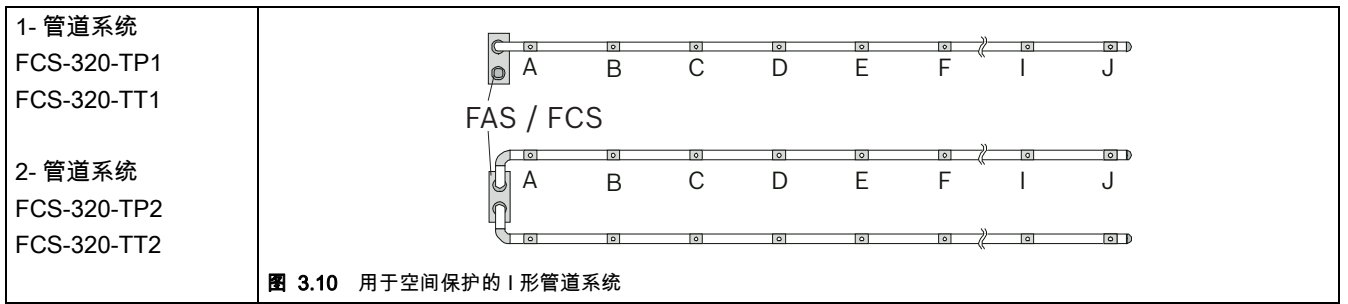 1- 管道系统
FCS-320-TP1
FCS-320-TT1
2- 管道系统
FCS-320-TP2
FCS-320-TT2
A B C D E F I J
FAS / FCS
A B C D E F I J
图 3.10 用于空间保护的 I 形管道系统